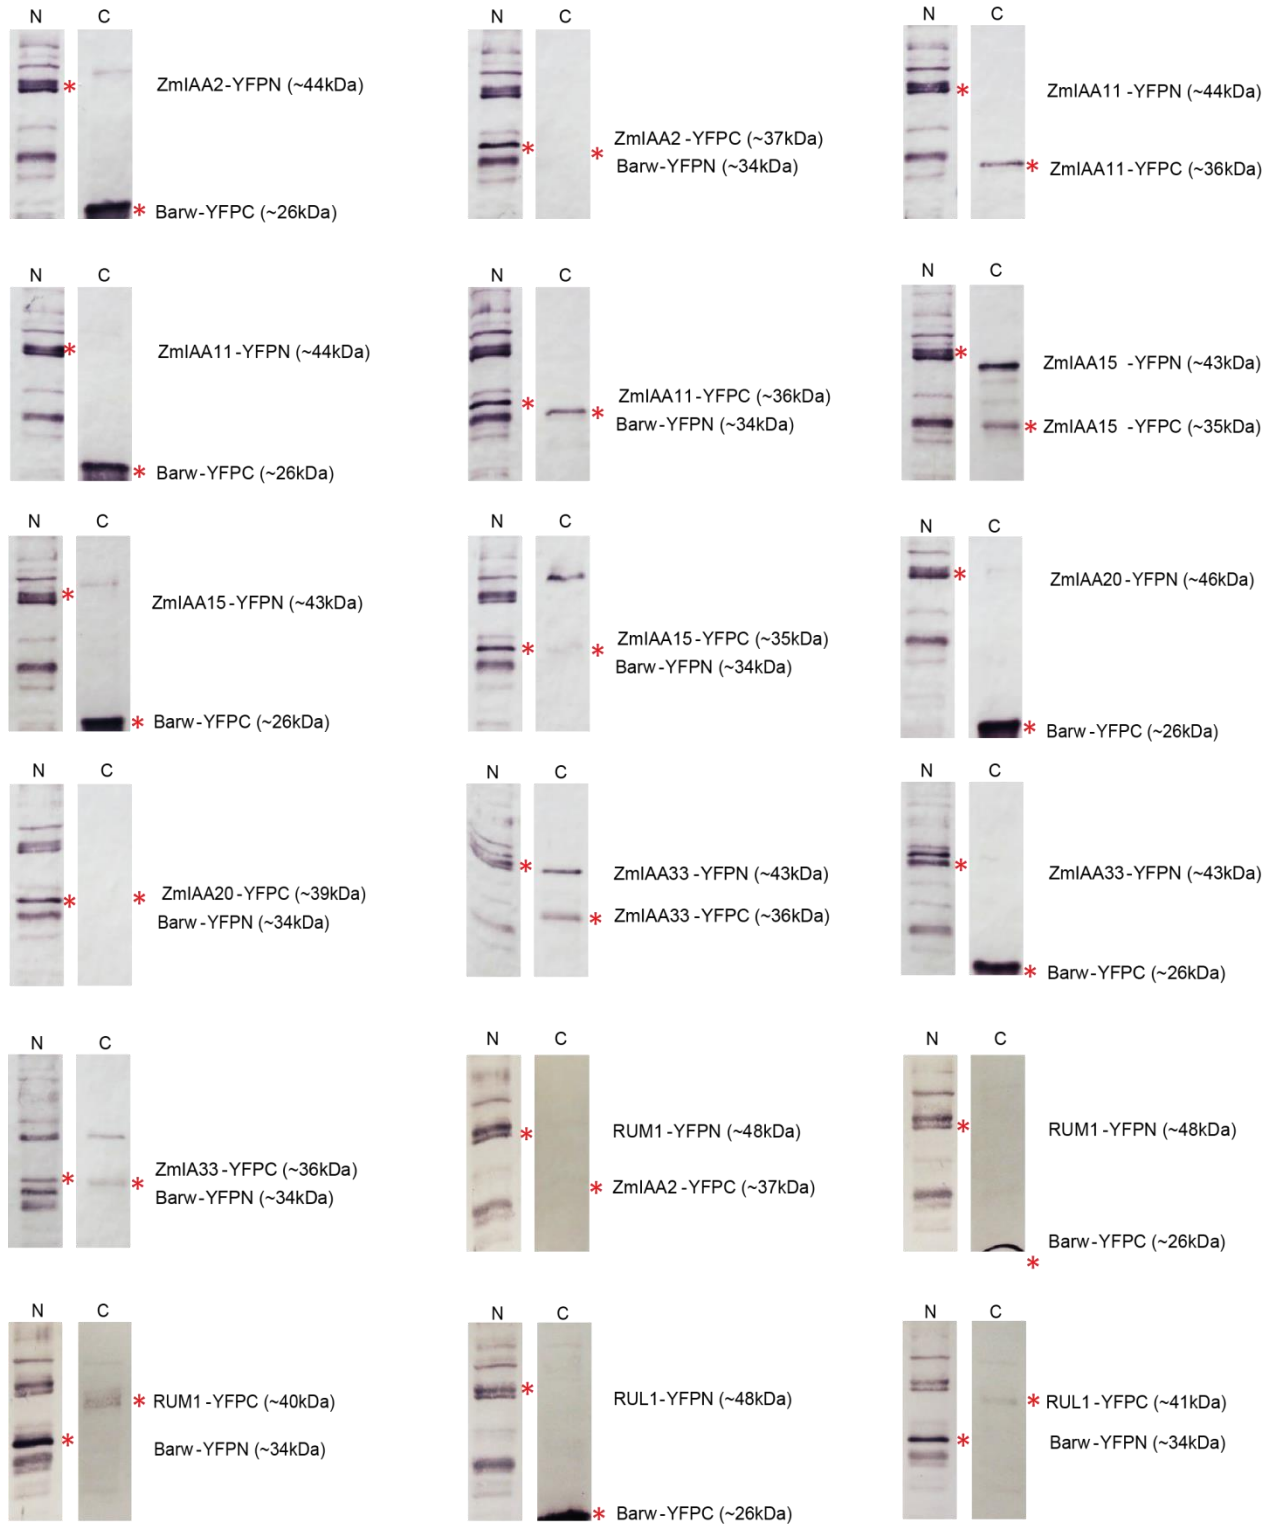 N C
ZmIAA2-YFPN (~44kDa)
* Barw-YFPC (~26kDa)
N C
ZmIAA2-YFPC (~37kDa)
Barw-YFPN (~34kDa)
N C
ZmIAA11-YFPN (~44kDa)
ZmIAA11-YFPC (~36kDa)
N C
ZmIAA11-YFPN (~44kDa)
Barw-YFPC (~26kDa)
N C
ZmIAA11-YFPC (~36kDa)
Barw-YFPN (~34kDa)
N C
ZmIAA15 -YFPN (~43kDa)
ZmIAA15 -YFPC (~35kDa)
N C
ZmIAA15-YFPN (~43kDa)
Barw-YFPC (~26kDa)
N C
ZmIAA15-YFPC (~35kDa)
Barw-YFPN (~34kDa)
N C
ZmIAA20-YFPN (~46kDa)
Barw-YFPC (~26kDa)
N C
ZmIAA20-YFPC (~39kDa)
Barw-YFPN (~34kDa)
N C
ZmIAA33-YFPN (~43kDa)
ZmIAA33-YFPC (~36kDa)
N C
ZmIAA33-YFPN (~43kDa)
Barw-YFPC (~26kDa)
N C
ZmIA33-YFPC (~36kDa)
Barw-YFPN (~34kDa)
N C
RUM1-YFPN (~48kDa)
ZmIAA2-YFPC (~37kDa)
N C
RUM1-YFPN (~48kDa)
Barw-YFPC (~26kDa)
N C
RUM1-YFPC (~40kDa)
Barw-YFPN (~34kDa)
N C
RUL1-YFPN (~48kDa)
Barw-YFPC (~26kDa)
N C
RUL1-YFPC (~41kDa)
Barw-YFPN (~34kDa)